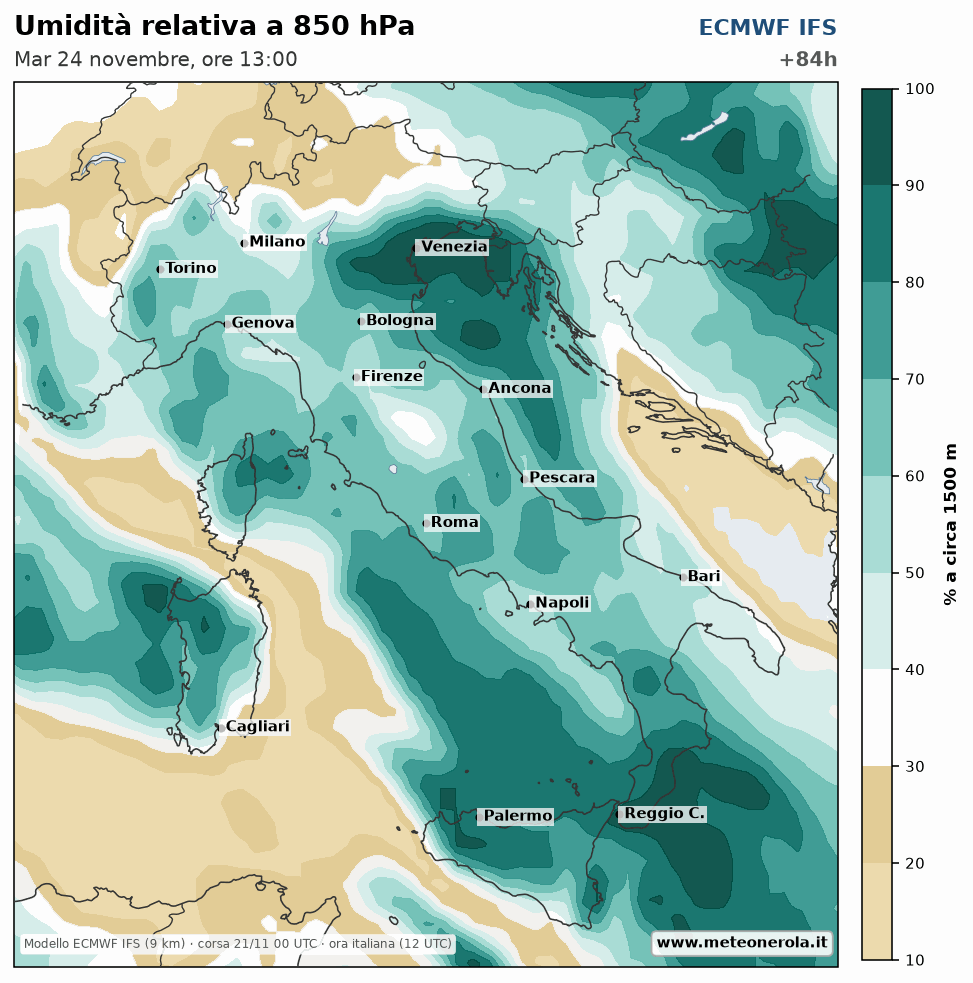 Umidità relativa a 850 hPa
ECMWF IFS
Mar 24 novembre, ore 13:00
+84h
100
90
80
70
60
50
40
30
20
10
% a circa 1500 m
Venezia
Milano
Torino
Genova
Bologna
Firenze
Ancona
Pescara
Roma
Bari
Napoli
Cagliari
Palermo
Reggio C.
Modello ECMWF IFS (9 km) · corsa 21/11 00 UTC · ora italiana (12 UTC)
www.meteonerola.it